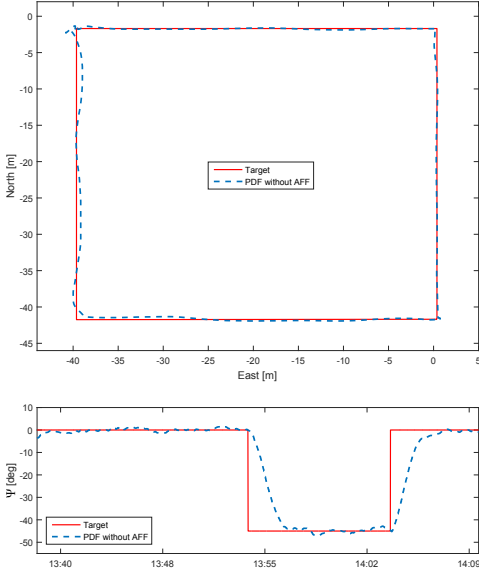 0
-5
-10
-15
-20
-25
-30
-35
-40
-45
North [m]
Target
PDF without AFF
-40 -35 -30 -25 -20 -15 -10 -5 0 5
East [m]
10
0
-10
-20
-30
-40
-50
Ψ [deg]
Target
PDF without AFF
13:40 13:48 13:55 14:02 14:09